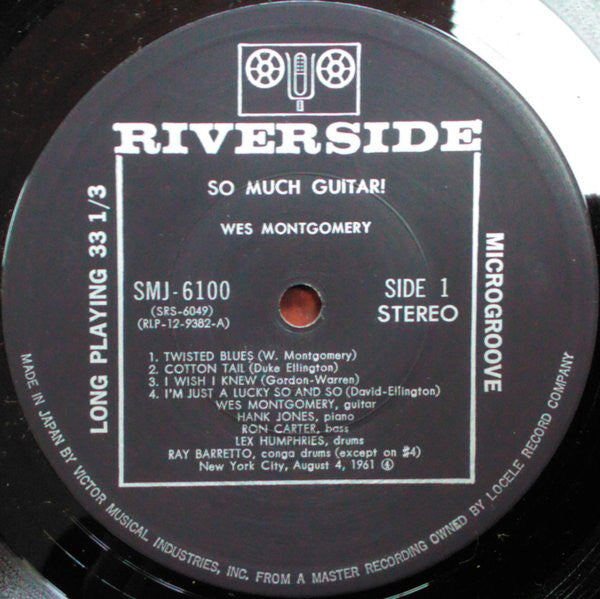 RIVERSIDE
SO MUCH GUITAR!
WES MONTGOMERY
LONG PLAYING 33 1/3
MICROGROOVE
SMJ-6100
(SRS-6049)
(RLP-12-9382-A)
SIDE 1
STEREO
1. TWISTED BLUES (W. Montgomery)
2. COTTON TAIL (Duke Ellington)
3. I WISH I KNEW (Gordon-Warren)
4. I'M JUST A LUCKY SO AND SO (David-Ellington)
WES MONTGOMERY, guitar
HANK JONES, piano
RON CARTER, bass
LEX HUMPHRIES, drums
RAY BARRETTO, conga drums (except on #4)
New York City, August 4, 1961
MADE IN JAPAN BY VICTOR MUSICAL INDUSTRIES, INC. FROM A MASTER RECORDING OWNED BY LOCELE RECORD COMPANY